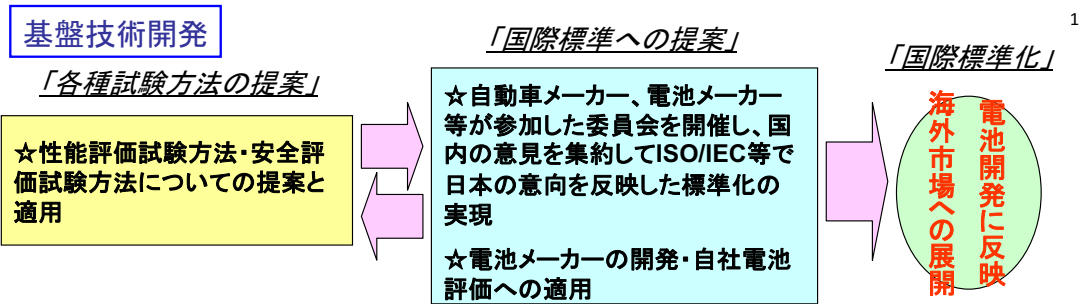 1
基盤技術開発
「各種試験方法の提案」
☆性能評価試験方法・安全評
価試験方法についての提案と
適用
「国際標準への提案」
☆自動車メーカー、電池メーカー
等が参加した委員会を開催し、国
内の意見を集約してISO/IEC等で
日本の意向を反映した標準化の
実現
☆電池メーカーの開発・自社電池
評価への適用
「国際標準化」
電池開発に反映
海外市場への展開